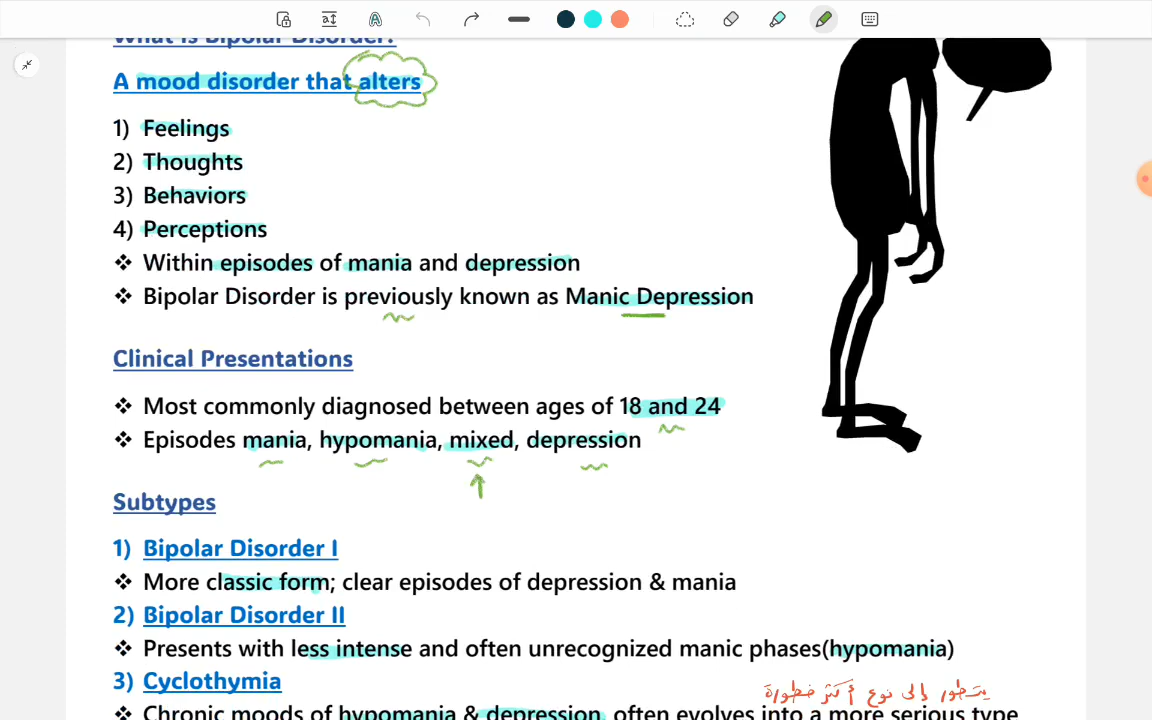 What is Bipolar Disorder?
A mood disorder that alters
1) Feelings
2) Thoughts
3) Behaviors
4) Perceptions
❖ Within episodes of mania and depression
❖ Bipolar Disorder is previously known as Manic Depression
Clinical Presentations
❖ Most commonly diagnosed between ages of 18 and 24
❖ Episodes mania, hypomania, mixed, depression
Subtypes
1) Bipolar Disorder I
❖ More classic form; clear episodes of depression & mania
2) Bipolar Disorder II
❖ Presents with less intense and often unrecognized manic phases(hypomania)
3) Cyclothymia
يتطور إلى نوع أكثر خطورة
❖ Chronic moods of hypomania & depression, often evolves into a more serious type